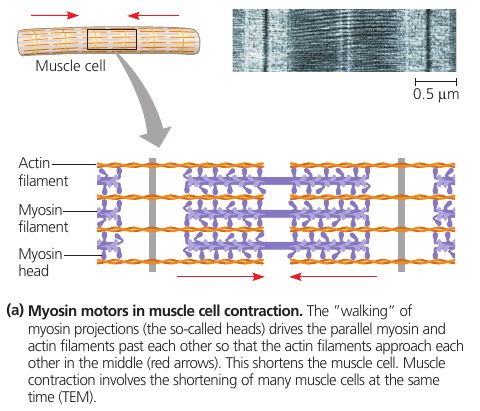 Muscle cell
0.5 μm
Actin
filament
Myosin
filament
Myosin
head
(a) Myosin motors in muscle cell contraction. The “walking” of
myosin projections (the so-called heads) drives the parallel myosin and
actin filaments past each other so that the actin filaments approach each
other in the middle (red arrows). This shortens the muscle cell. Muscle
contraction involves the shortening of many muscle cells at the same
time (TEM).